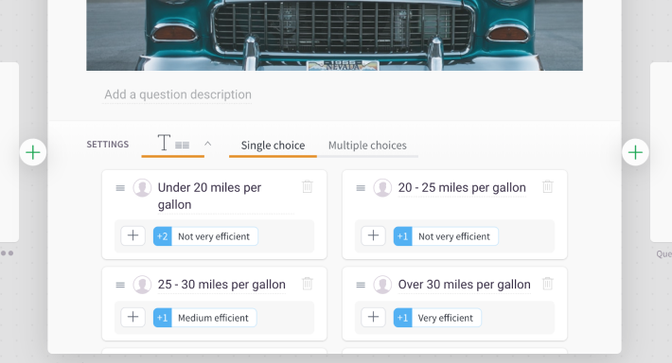 NEVADA
Add a question description
SETTINGS
T
Single choice
Multiple choices
Under 20 miles per
gallon
+2 Not very efficient
20 - 25 miles per gallon
+1 Not very efficient
Que
25 - 30 miles per gallon
+1 Medium efficient
Over 30 miles per gallon
+1 Very efficient